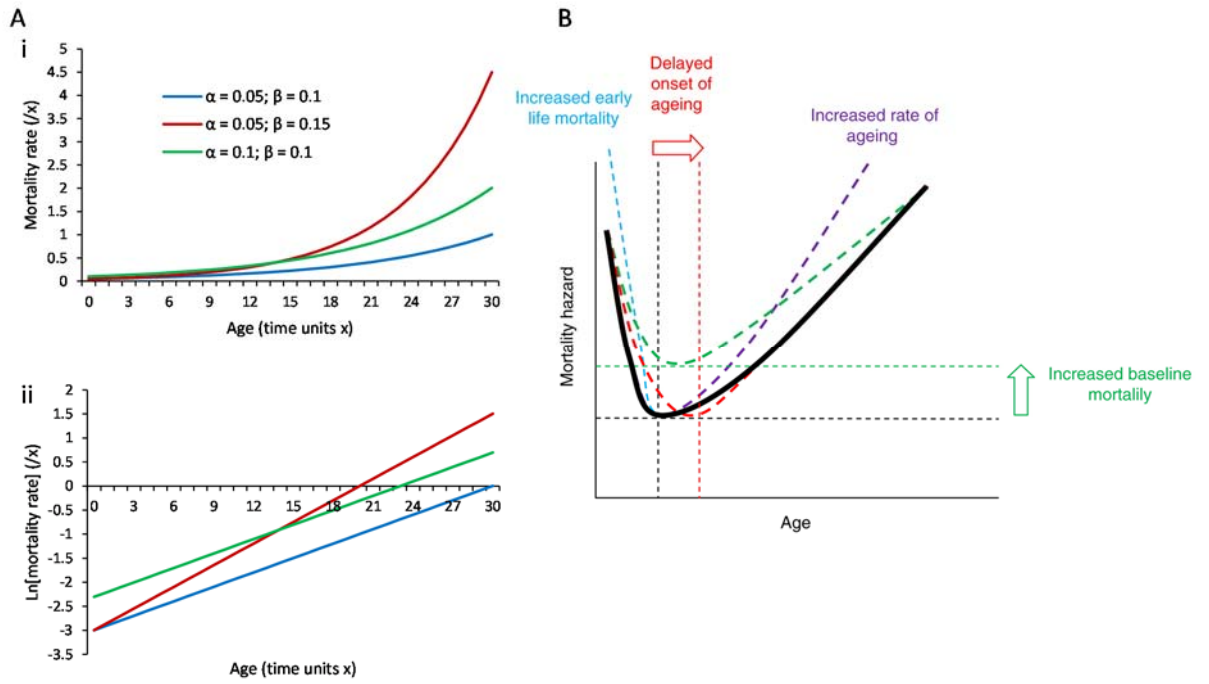 A
i
Mortality rate (/x)
5
4.5
4
3.5
3
2.5
2
1.5
1
0.5
0
α = 0.05; β = 0.1
α = 0.05; β = 0.15
α = 0.1; β = 0.1
0 3 6 9 12 15 18 21 24 27 30
Age (time units x)
ii
Ln[mortality rate] (/x)
2
1.5
1
0.5
0
-0.5
-1
-1.5
-2
-2.5
-3
-3.5
0 3 6 9 12 15 18 21 24 27 30
Age (time units x)
B
Increased early
life mortality
Delayed
onset of
ageing
Increased rate of
ageing
Mortality hazard
Increased baseline
mortalily
Age